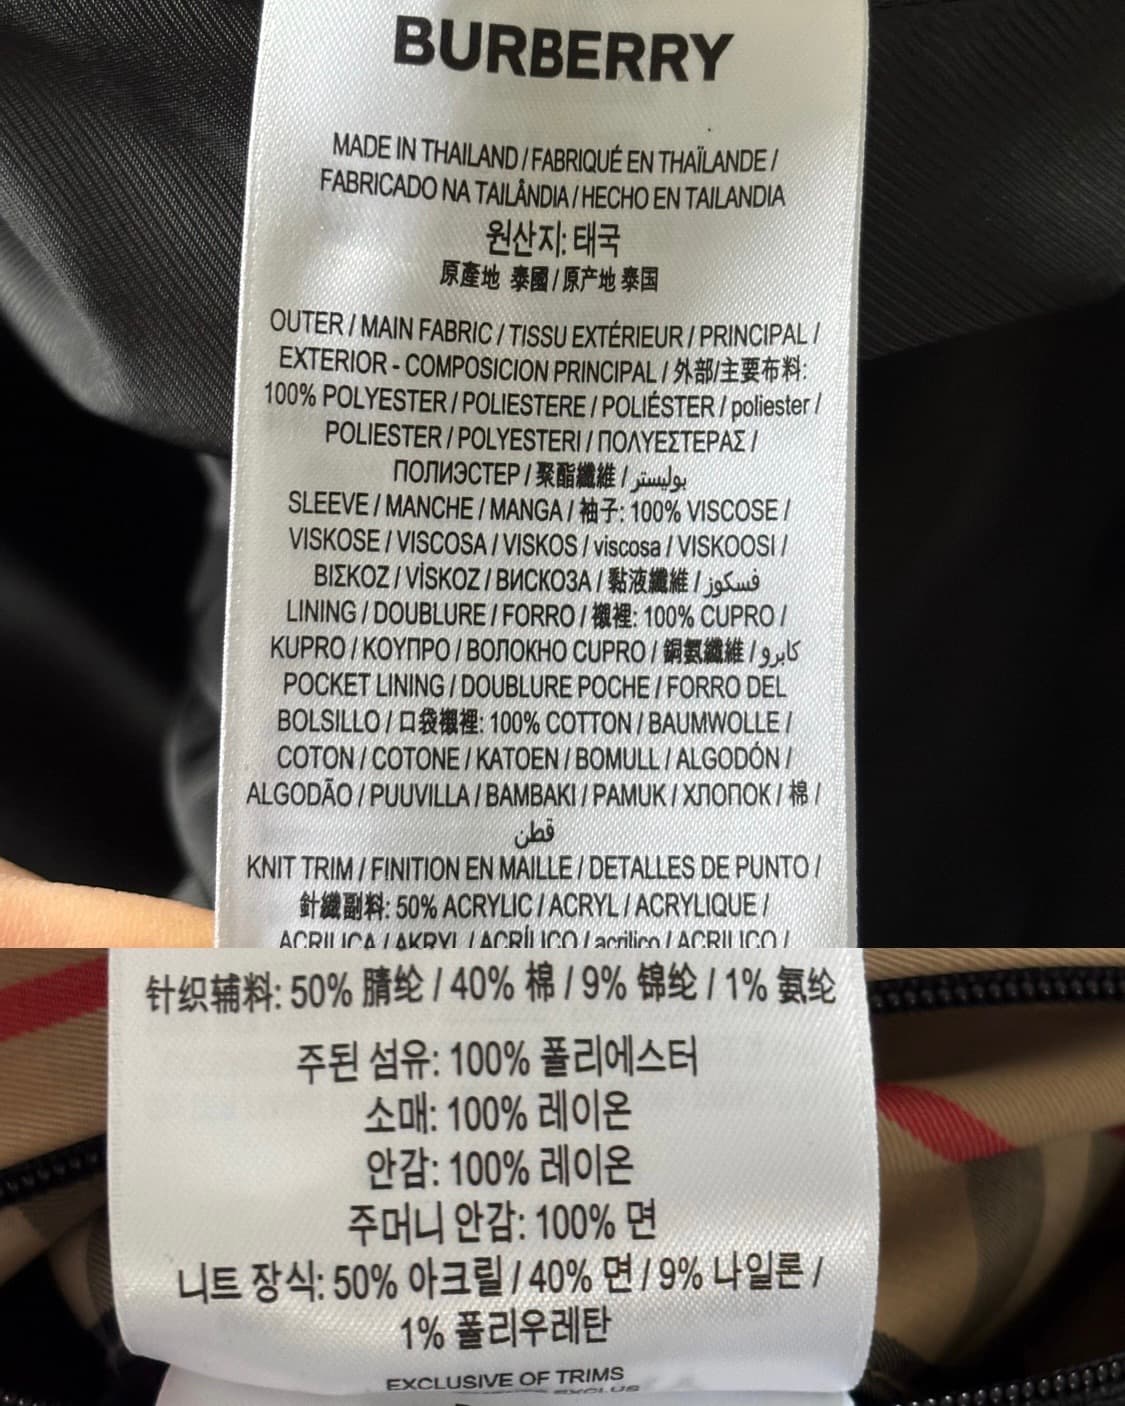 BURBERRY
MADE IN THAILAND / FABRIQUÉ EN THAÏLANDE /
FABRICADO NA TAILÂNDIA / HECHO EN TAILANDIA
원산지: 태국
原產地 泰國 / 原产地 泰国
OUTER / MAIN FABRIC / TISSU EXTÉRIEUR / PRINCIPAL /
EXTERIOR - COMPOSICION PRINCIPAL / 外部/主要布料:
100% POLYESTER / POLIESTERE / POLIÉSTER / poliester /
POLIESTER / POLYESTERI / ΠΟΛΥΕΣΤΕΡΑΣ /
ПОЛИЭСТЕР / 聚酯纖維 / بوليستر
SLEEVE / MANCHE / MANGA / 袖子: 100% VISCOSE /
VISKOSE / VISCOSA / VISKOS / viscosa / VISKOOSI /
ΒΙΣΚΟΖ / VİSKOZ / ВИСКОЗА / 黏液纖維 / فسكوز
LINING / DOUBLURE / FORRO / 襯裡: 100% CUPRO /
KUPRO / ΚΟΥΠΡΟ / ВОЛОКНО CUPRO / 銅氨纖維 / كابرو
POCKET LINING / DOUBLURE POCHE / FORRO DEL
BOLSILLO / 口袋襯裡: 100% COTTON / BAUMWOLLE /
COTON / COTONE / KATOEN / BOMULL / ALGODÓN /
ALGODÃO / PUUVILLA / BAMBAKI / PAMUK / ХЛОПОК / 棉 /
قطن
KNIT TRIM / FINITION EN MAILLE / DETALLES DE PUNTO /
針織副料: 50% ACRYLIC / ACRYL / ACRYLIQUE /
ACRILICA / AKRYL / ACRÍLICO / acrilico / ACRILICO /
针织辅料: 50% 腈纶 / 40% 棉 / 9% 锦纶 / 1% 氨纶
주된 섬유: 100% 폴리에스터
소매: 100% 레이온
안감: 100% 레이온
주머니 안감: 100% 면
니트 장식: 50% 아크릴 / 40% 면 / 9% 나일론 /
1% 폴리우레탄
EXCLUSIVE OF TRIMS